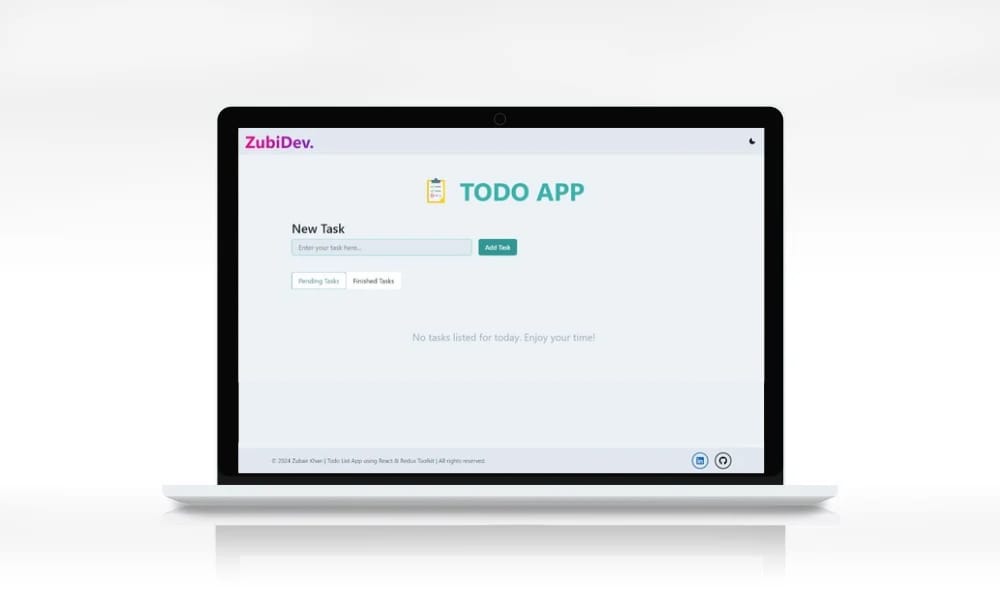 ZubiDev.
TODO APP
New Task
Enter your task here...
Add Task
Pending Tasks
Finished Tasks
No tasks listed for today. Enjoy your time!
© 2024 Zubair Khan | Todo List App using React & Redux Toolkit | All rights reserved.